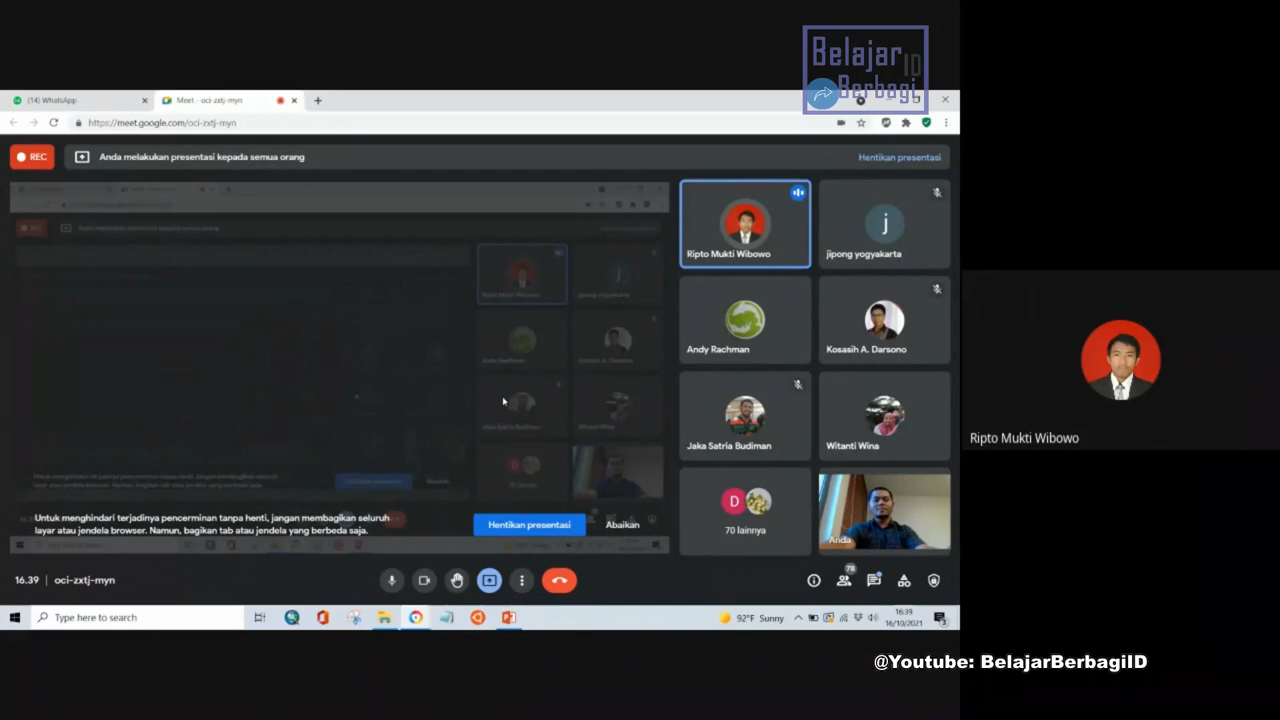 Belajar ID
Berbagi
(14) WhatsApp
Meet - oci-zxtj-myn
https://meet.google.com/oci-zxtj-myn
REC
Anda melakukan presentasi kepada semua orang
Hentikan presentasi
Ripto Mukti Wibowo
j
jipong yogyakarta
Andy Rachman
Kosasih A. Darsono
Jaka Satria Budiman
Witanti Wina
D
70 lainnya
Anda
Ripto Mukti Wibowo
Untuk menghindari terjadinya pencerminan tanpa henti, jangan membagikan seluruh
layar atau jendela browser. Namun, bagikan tab atau jendela yang berbeda saja.
Hentikan presentasi
Abaikan
16.39 | oci-zxtj-myn
78
Type here to search
92°F Sunny
16:39
16/10/2021
3
@Youtube: BelajarBerbagiID